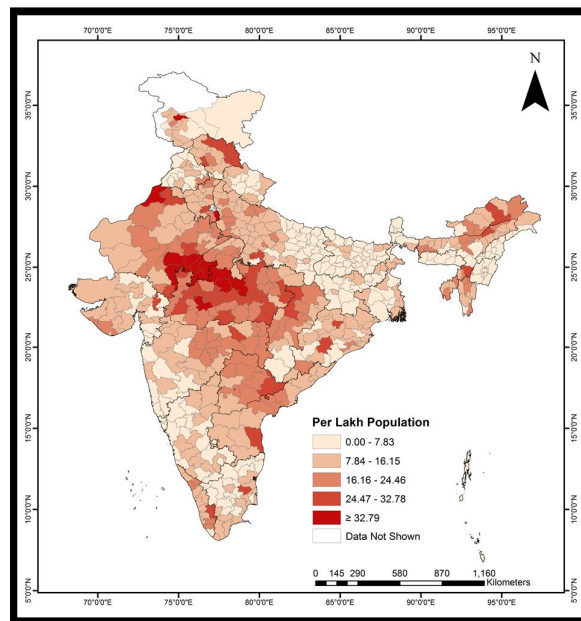 70°0'0"E 75°0'0"E 80°0'0"E 85°0'0"E 90°0'0"E 95°0'0"E
N
35°0'0"N 35°0'0"N
30°0'0"N 30°0'0"N
25°0'0"N 25°0'0"N
20°0'0"N 20°0'0"N
15°0'0"N 15°0'0"N
10°0'0"N 10°0'0"N
5°0'0"N 5°0'0"N
Per Lakh Population
0.00 - 7.83
7.84 - 16.15
16.16 - 24.46
24.47 - 32.78
≥ 32.79
Data Not Shown
0 145 290 580 870 1,160
Kilometers
70°0'0"E 75°0'0"E 80°0'0"E 85°0'0"E 90°0'0"E 95°0'0"E